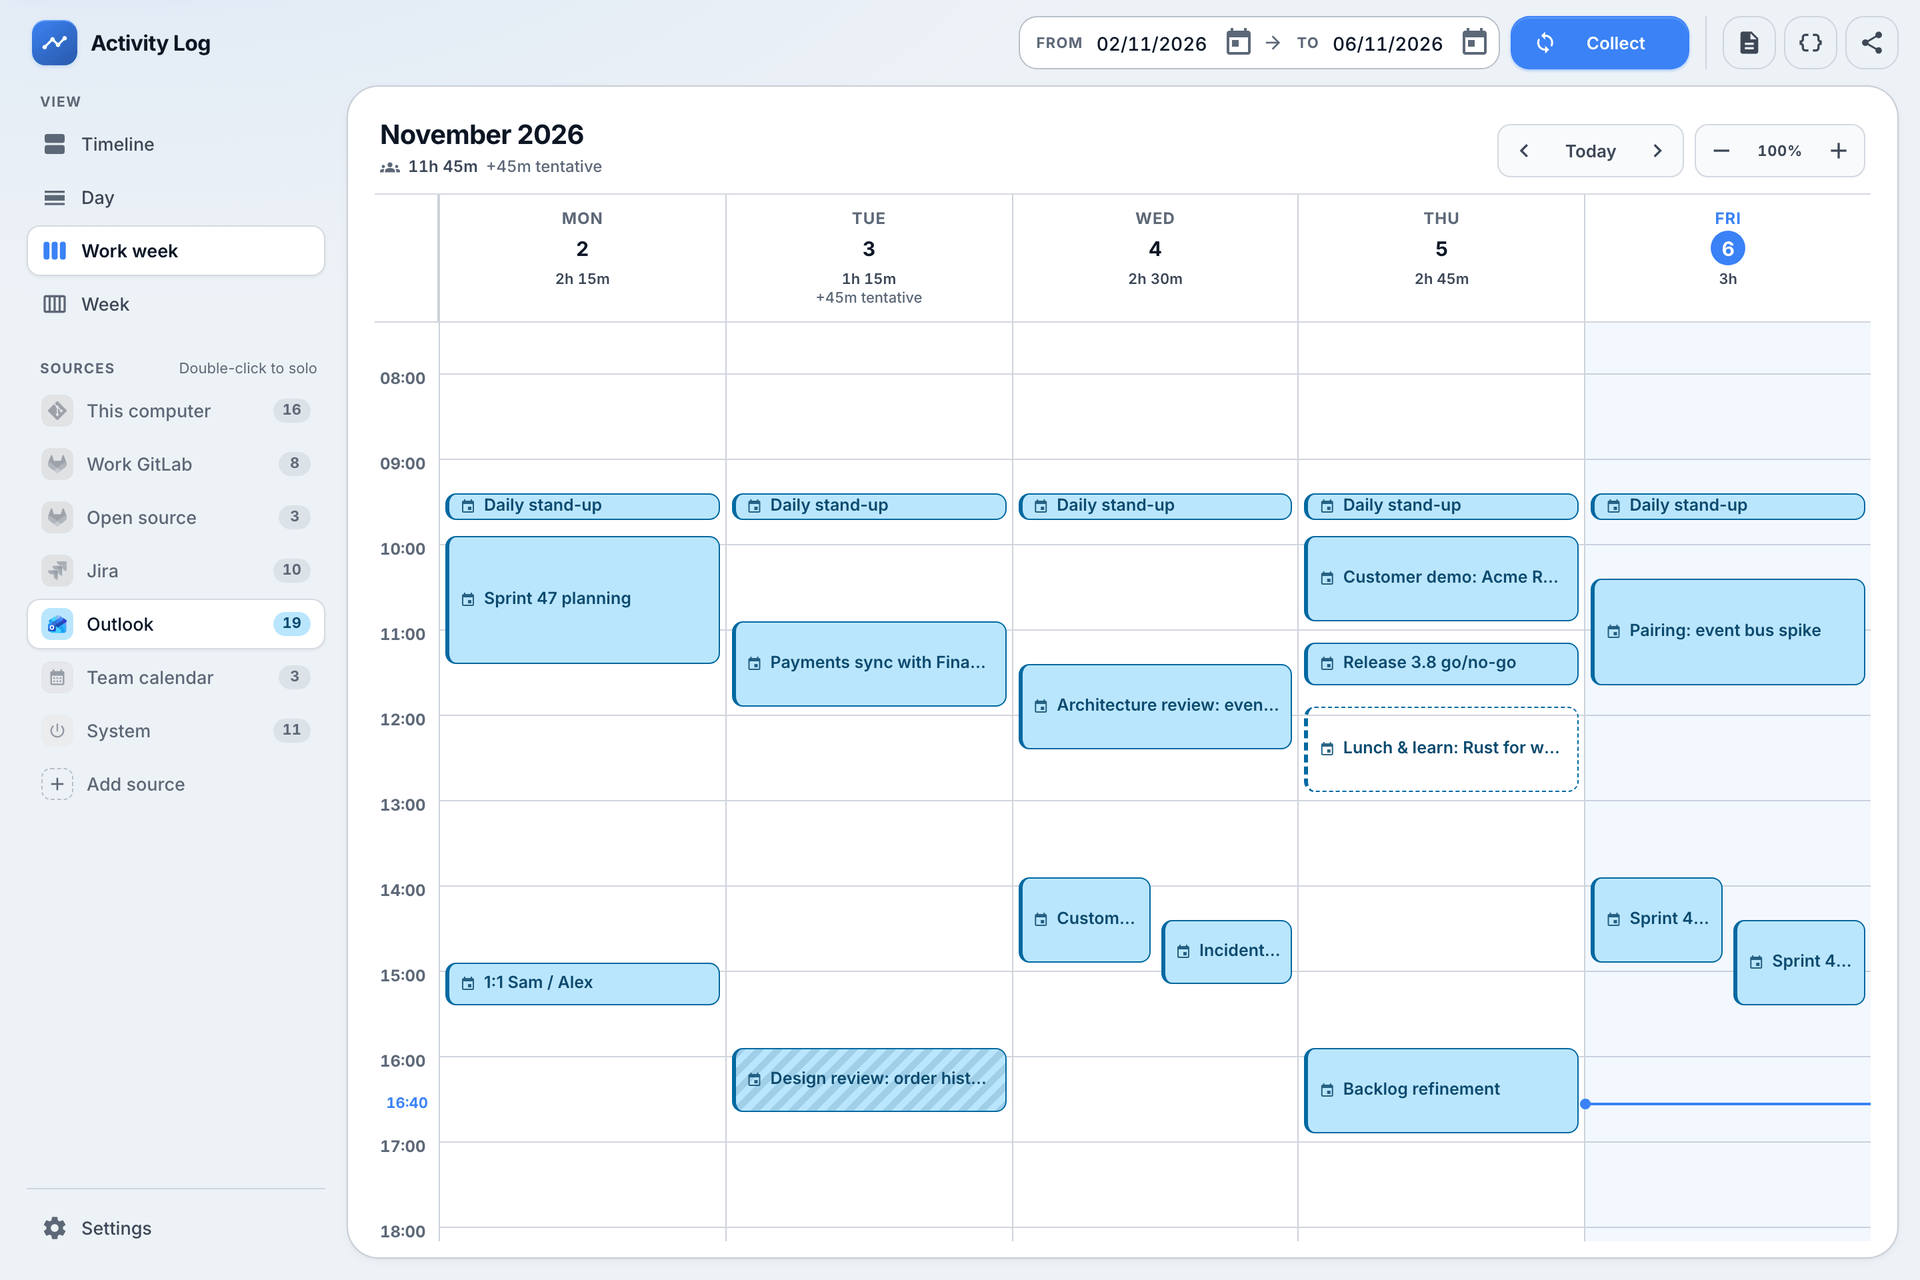 Activity Log
FROM 02/11/2026 → TO 06/11/2026
Collect
VIEW
Timeline
Day
Work week
Week
SOURCES Double-click to solo
This computer 16
Work GitLab 8
Open source 3
Jira 10
Outlook 19
Team calendar 3
System 11
Add source
Settings
November 2026
11h 45m +45m tentative
Today
100%
MON
2
2h 15m
TUE
3
1h 15m
+45m tentative
WED
4
2h 30m
THU
5
2h 45m
FRI
6
3h
08:00
09:00
10:00
11:00
12:00
13:00
14:00
15:00
16:00
16:40
17:00
18:00
Daily stand-up
Sprint 47 planning
1:1 Sam / Alex
Daily stand-up
Payments sync with Fina...
Design review: order hist...
Daily stand-up
Architecture review: even...
Custom...
Incident...
Daily stand-up
Customer demo: Acme R...
Release 3.8 go/no-go
Lunch & learn: Rust for w...
Backlog refinement
Daily stand-up
Pairing: event bus spike
Sprint 4...
Sprint 4...